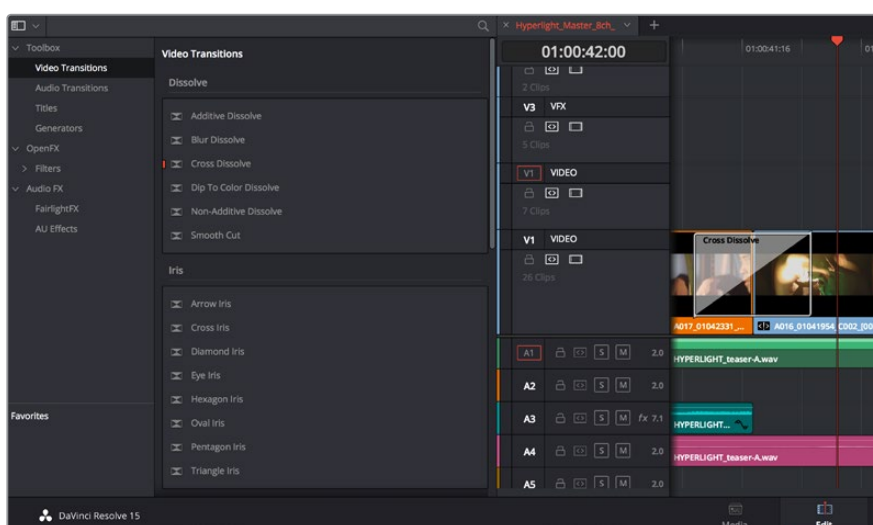 Hyperlight_Master_8ch_
Toolbox
Video Transitions
Audio Transitions
Titles
Generators
OpenFX
Filters
Audio FX
FairlightFX
AU Effects
Favorites
Video Transitions
Dissolve
Additive Dissolve
Blur Dissolve
Cross Dissolve
Dip To Color Dissolve
Non-Additive Dissolve
Smooth Cut
Iris
Arrow Iris
Cross Iris
Diamond Iris
Eye Iris
Hexagon Iris
Oval Iris
Pentagon Iris
Triangle Iris
01:00:42:00
01:00:41:16
01
2 Clips
V3 VFX
5 Clips
V1 VIDEO
7 Clips
V1 VIDEO
26 Clips
Cross Dissolve
A017_01042331_... A016_01041954_C002_[00
A1 S M 2.0
HYPERLIGHT_teaser-A.wav
A2 S M 2.0
A3 S M fx 7.1
HYPERLIGHT...
A4 S M 2.0
HYPERLIGHT_teaser-A.wav
A5 S M 2.0
DaVinci Resolve 15
Media
Edit